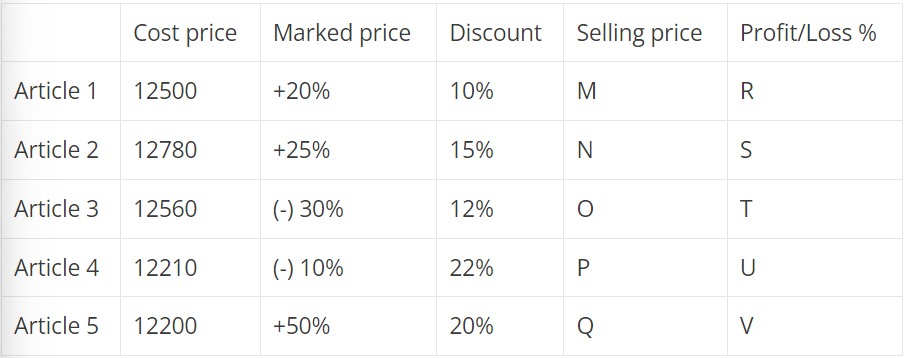 Cost price Marked price Discount Selling price Profit/Loss %
Article 1 12500 +20% 10% M R
Article 2 12780 +25% 15% N S
Article 3 12560 (-) 30% 12% O T
Article 4 12210 (-) 10% 22% P U
Article 5 12200 +50% 20% Q V